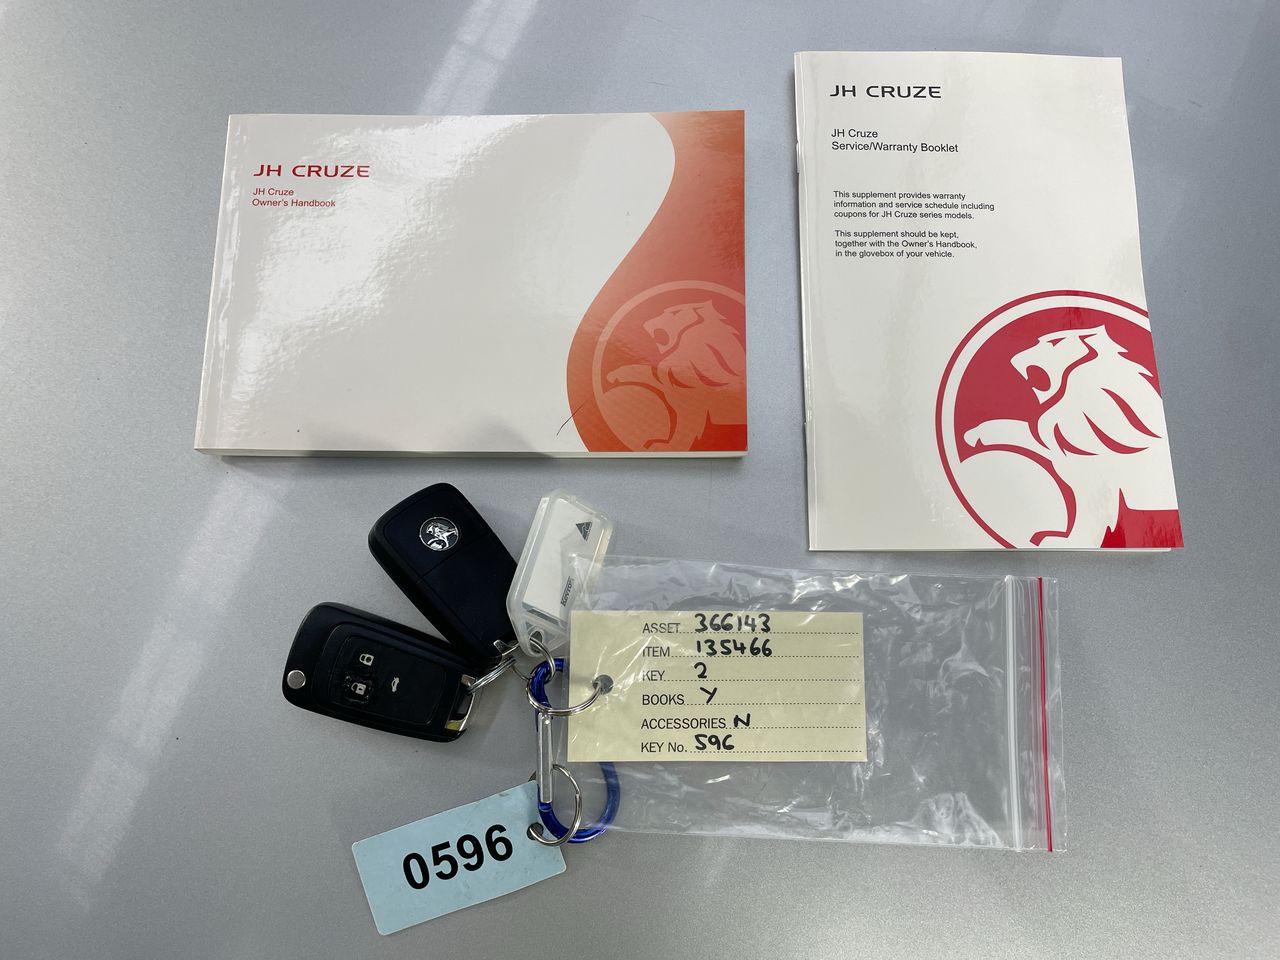 JH CRUZE
JH Cruze
Owner's Handbook
JH CRUZE
JH Cruze
Service/Warranty Booklet
This supplement provides warranty
information and service schedule including
coupons for JH Cruze series models.
This supplement should be kept,
together with the Owner's Handbook,
in the glovebox of your vehicle.
Kevron
ASSET 366143
ITEM 135466
KEY 2
BOOKS Y
ACCESSORIES N
KEY No. 596
0596